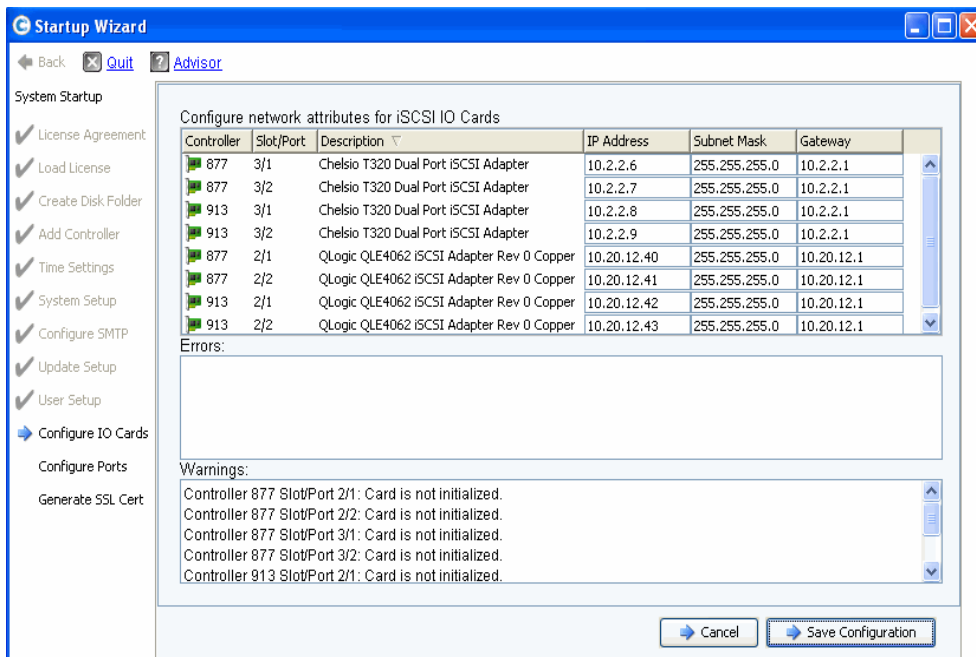 Startup Wizard
Back Quit ? Advisor
System Startup
License Agreement
Load License
Create Disk Folder
Add Controller
Time Settings
System Setup
Configure SMTP
Update Setup
User Setup
Configure IO Cards
Configure Ports
Generate SSL Cert
Configure network attributes for iSCSI IO Cards
Controller Slot/Port Description IP Address Subnet Mask Gateway
877 3/1 Chelsio T320 Dual Port iSCSI Adapter 10.2.2.6 255.255.255.0 10.2.2.1
877 3/2 Chelsio T320 Dual Port iSCSI Adapter 10.2.2.7 255.255.255.0 10.2.2.1
913 3/1 Chelsio T320 Dual Port iSCSI Adapter 10.2.2.8 255.255.255.0 10.2.2.1
913 3/2 Chelsio T320 Dual Port iSCSI Adapter 10.2.2.9 255.255.255.0 10.2.2.1
877 2/1 QLogic QLE4062 iSCSI Adapter Rev 0 Copper 10.20.12.40 255.255.255.0 10.20.12.1
877 2/2 QLogic QLE4062 iSCSI Adapter Rev 0 Copper 10.20.12.41 255.255.255.0 10.20.12.1
913 2/1 QLogic QLE4062 iSCSI Adapter Rev 0 Copper 10.20.12.42 255.255.255.0 10.20.12.1
913 2/2 QLogic QLE4062 iSCSI Adapter Rev 0 Copper 10.20.12.43 255.255.255.0 10.20.12.1
Errors:
Warnings:
Controller 877 Slot/Port 2/1: Card is not initialized.
Controller 877 Slot/Port 2/2: Card is not initialized.
Controller 877 Slot/Port 3/1: Card is not initialized.
Controller 877 Slot/Port 3/2: Card is not initialized.
Controller 913 Slot/Port 2/1: Card is not initialized.
Cancel Save Configuration